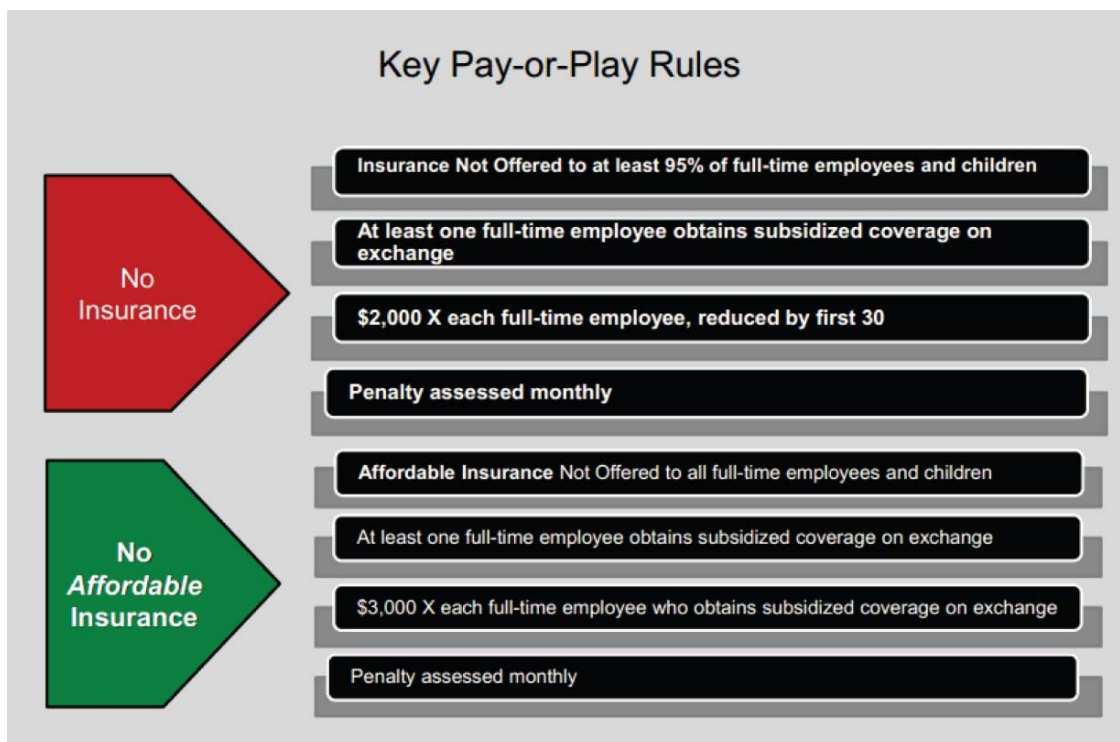 Key Pay-or-Play Rules
No
Insurance
Insurance Not Offered to at least 95% of full-time employees and children
At least one full-time employee obtains subsidized coverage on
exchange
$2,000 X each full-time employee, reduced by first 30
Penalty assessed monthly
No
Affordable
Insurance
Affordable Insurance Not Offered to all full-time employees and children
At least one full-time employee obtains subsidized coverage on exchange
$3,000 X each full-time employee who obtains subsidized coverage on exchange
Penalty assessed monthly